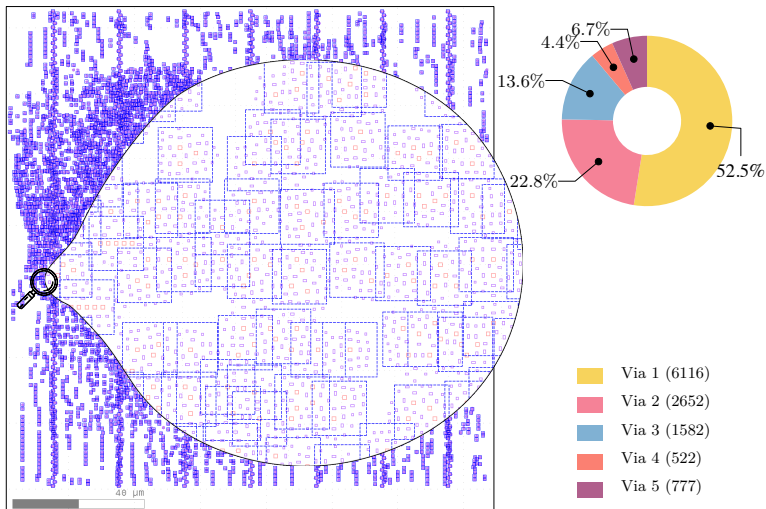 6.7%
4.4%
13.6%
22.8%
52.5%
Via 1 (6116)
Via 2 (2652)
Via 3 (1582)
Via 4 (522)
Via 5 (777)
40 µm